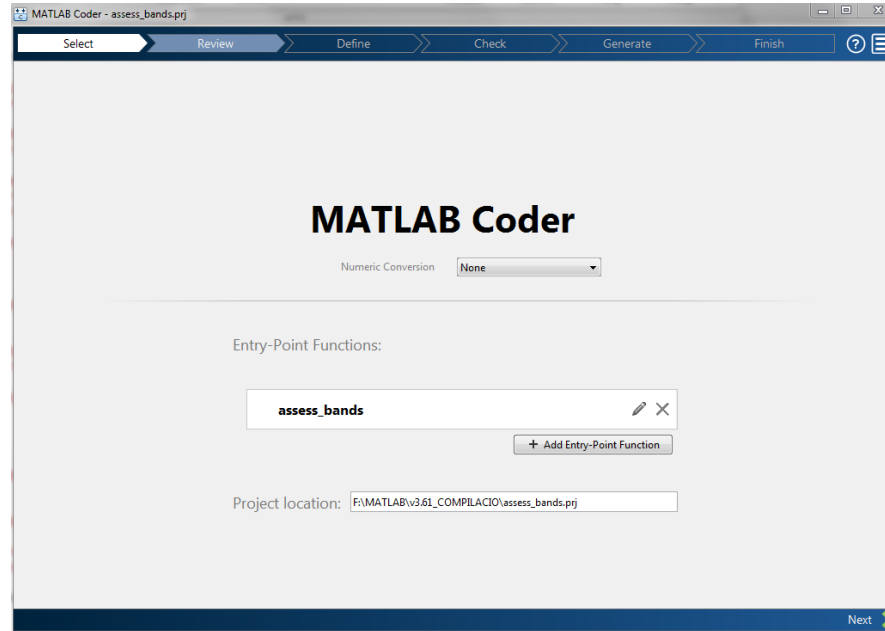 MATLAB Coder - assess_bands.prj
Select Review Define Check Generate Finish ?
MATLAB Coder
Numeric Conversion None
Entry-Point Functions:
assess_bands
+ Add Entry-Point Function
Project location: F:\MATLAB\v3.61_COMPILACIO\assess_bands.prj
Next